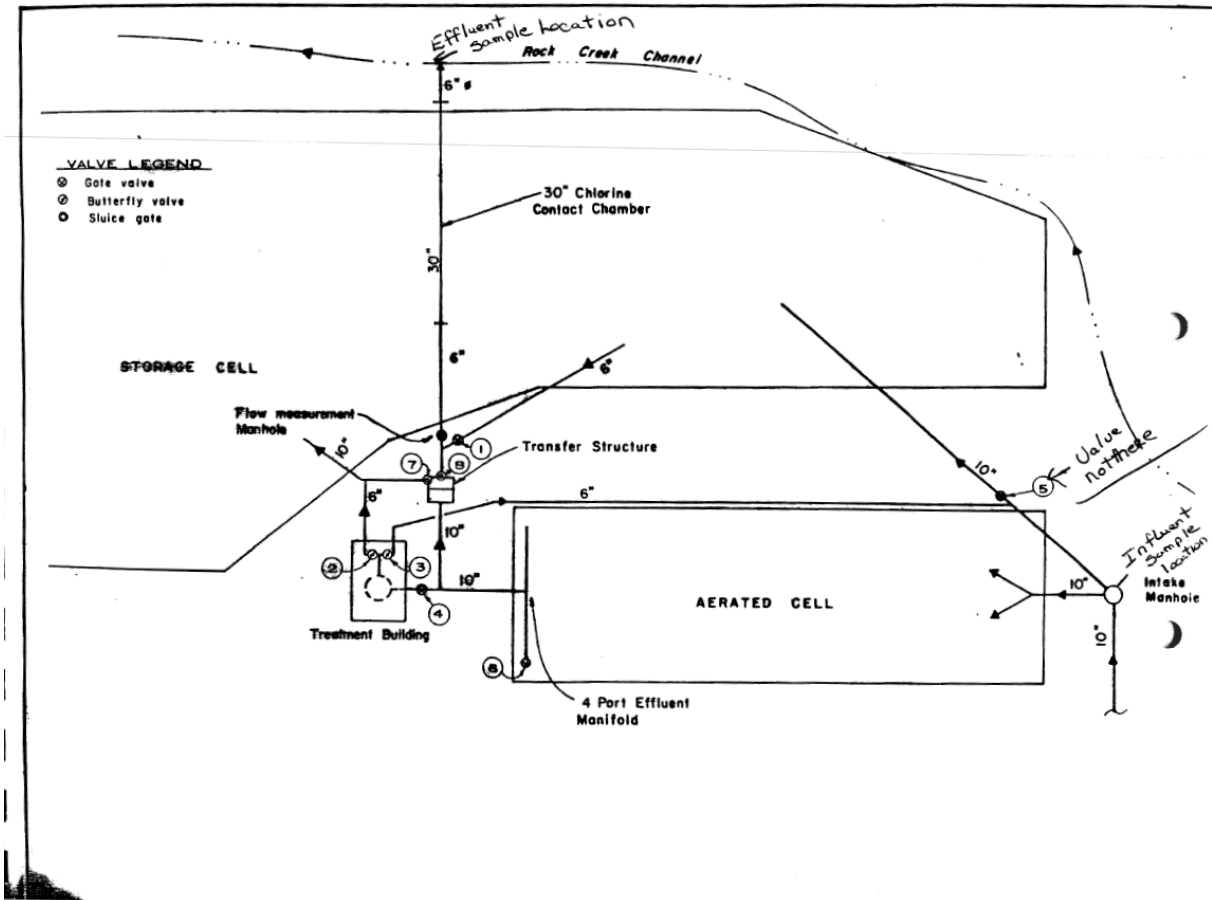 Effluent
Sample Location
Rock Creek Channel
6" ø
VALVE LEGEND
Gate valve
Butterfly valve
Sluice gate
30" Chlorine
Contact Chamber
30"
STORAGE CELL
6"
6"
Flow measurement
Manhole
10"
1
7
8
Transfer Structure
10"
5
Valve
not there
6"
6"
10"
2
3
10"
4
Treatment Building
AERATED CELL
10"
Influent
Sample
Location
Intake
Manhole
10"
6
4 Port Effluent
Manifold